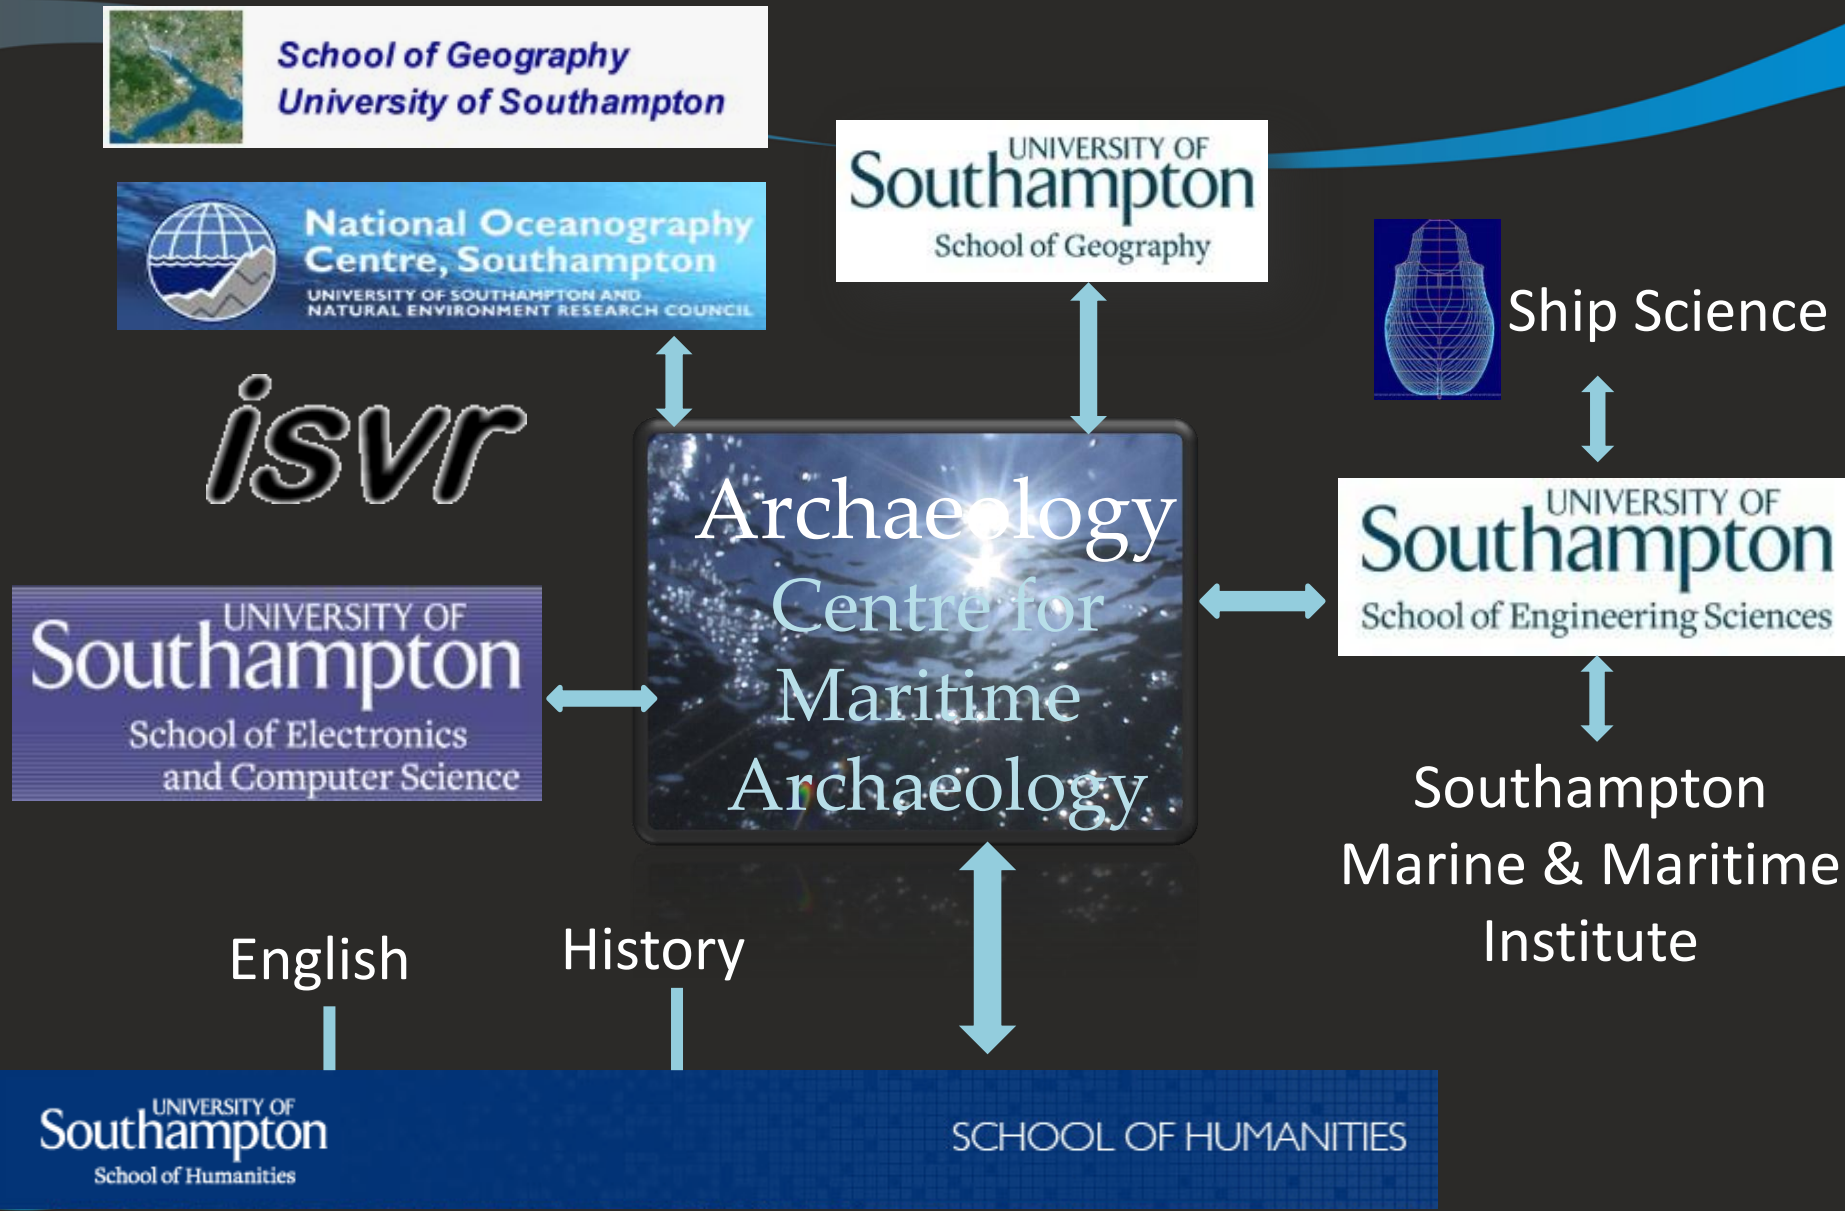 School of Geography
University of Southampton
National Oceanography
Centre, Southampton
UNIVERSITY OF SOUTHAMPTON AND
NATURAL ENVIRONMENT RESEARCH COUNCIL
UNIVERSITY OF
Southampton
School of Geography
Ship Science
isvr
Archaeology
Centre for
Maritime
Archaeology
UNIVERSITY OF
Southampton
School of Engineering Sciences
UNIVERSITY OF
Southampton
School of Electronics
and Computer Science
Southampton
Marine & Maritime
Institute
English
History
UNIVERSITY OF
Southampton
School of Humanities
SCHOOL OF HUMANITIES